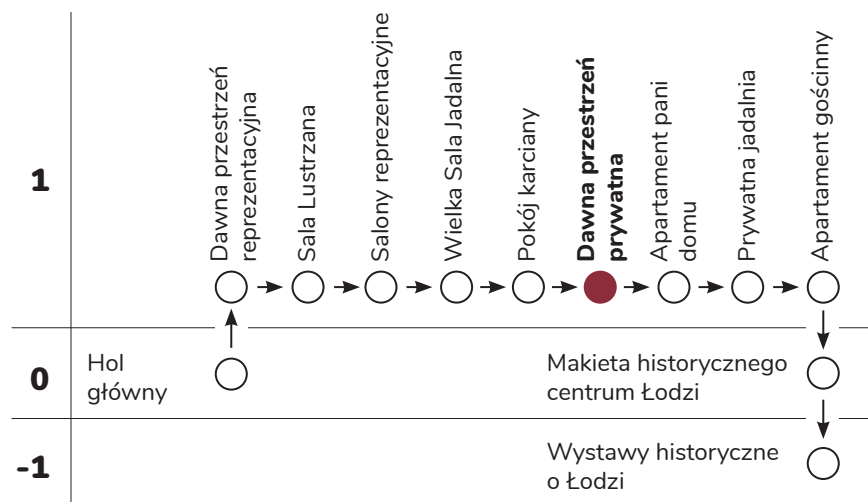 1
Dawna przestrzeń
reprezentacyjna
Sala Lustrzana
Salony reprezentacyjne
Wielka Sala Jadalna
Pokój karciany
Dawna przestrzeń
prywatna
Apartament pani
domu
Prywatna jadalnia
Apartament gościnny
0
Hol
główny
Makieta historycznego
centrum Łodzi
-1
Wystawy historyczne
o Łodzi